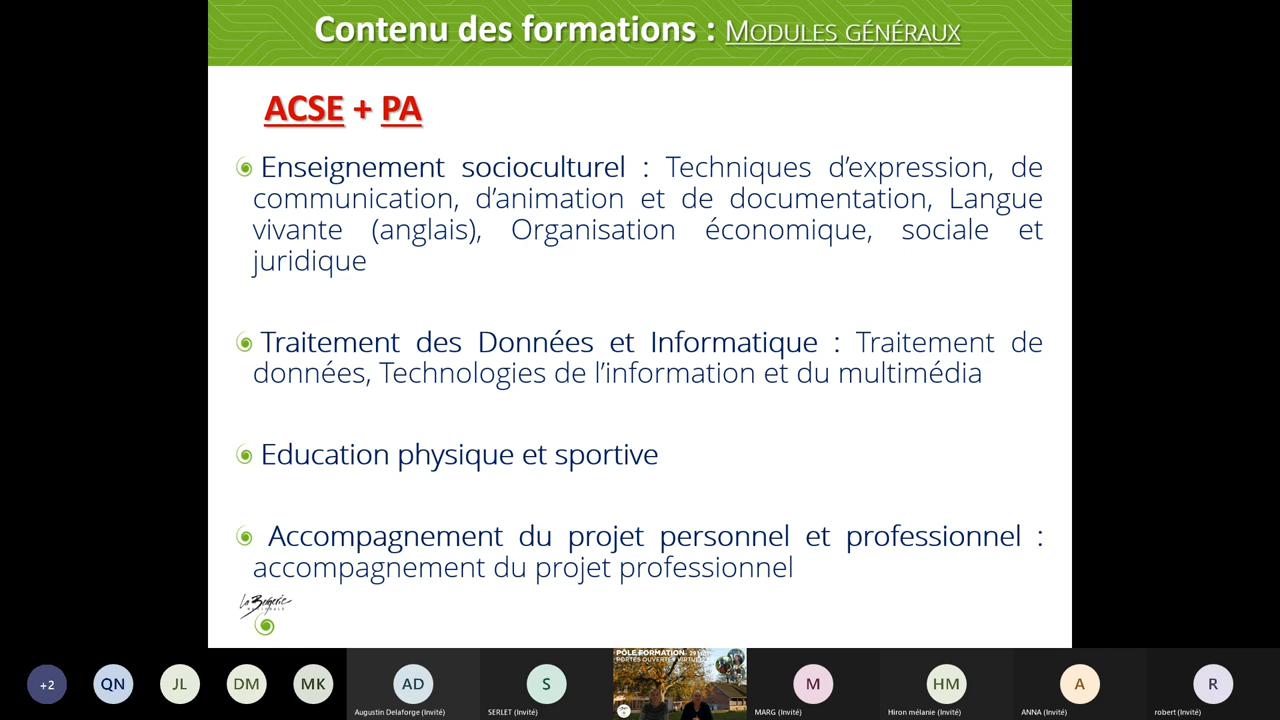 Contenu des formations : MODULES GÉNÉRAUX
ACSE + PA
Enseignement socioculturel : Techniques d’expression, de
communication, d’animation et de documentation, Langue
vivante (anglais), Organisation économique, sociale et
juridique
Traitement des Données et Informatique : Traitement de
données, Technologies de l’information et du multimédia
Education physique et sportive
Accompagnement du projet personnel et professionnel :
accompagnement du projet professionnel
La Bergerie
NATIONALE
PÔLE FORMATION
PORTES OUVERTES
+2
QN
JL
DM
MK
AD
S
M
HM
A
R
Augustin Delaforge (Invité)
SERLET (Invité)
MARG (Invité)
Hiron mélanie (Invité)
ANNA (Invité)
robert (Invité)